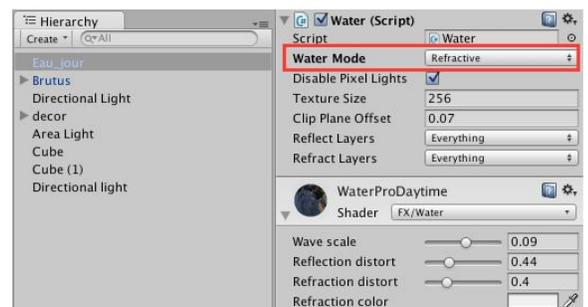 Hierarchy
Create
All
Eau_jour
Brutus
Directional Light
decor
Area Light
Cube
Cube (1)
Directional light
Water (Script)
Script Water
Water Mode Refractive
Disable Pixel Lights
Texture Size 256
Clip Plane Offset 0.07
Reflect Layers Everything
Refract Layers Everything
WaterProDaytime
Shader FX/Water
Wave scale 0.09
Reflection distort 0.44
Refraction distort 0.4
Refraction color